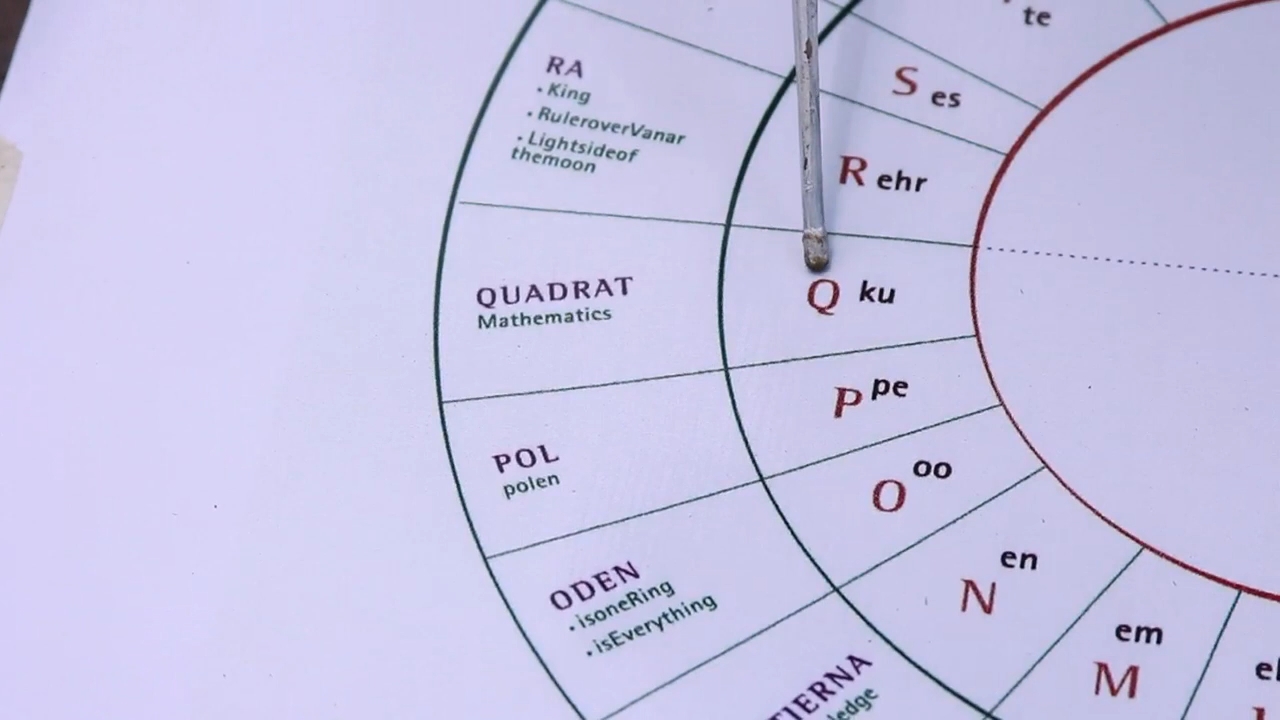 te
S es
R ehr
Q ku
P pe
O oo
N en
M em
RA
• King
• RuleroverVanar
• Lightsideof
themoon
QUADRAT
Mathematics
POL
polen
ODEN
• isoneRing
• isEverything